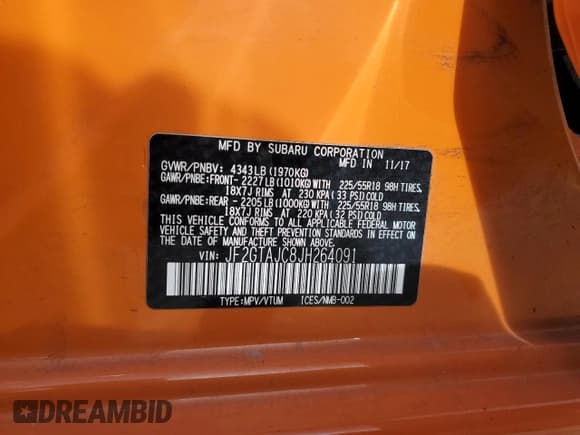 MFD BY SUBARU CORPORATION
GVWR/PNBV: 4343LB (1970KG) MFD IN 11/17
GAWR/PNBE:FRONT- 2227LB (1010KG) WITH 225/55R18 98H TIRES,
18X7J RIMS AT 230 KPA (33 PSI) COLD
GAWR/PNBE:REAR - 2205LB (1000KG) WITH 225/55R18 98H TIRES,
18X7J RIMS AT 220 KPA (32 PSI) COLD
THIS VEHICLE CONFORMS TO ALL APPLICABLE FEDERAL MOTOR
VEHICLE SAFETY AND THEFT PREVENTION STANDARDS IN EFFECT
ON THE DATE OF MANUFACTURE SHOWN ABOVE.
VIN: JF2GTAJC8JH264091
TYPE:MPV/VTUM ICES/NMB-002
DREAMBID